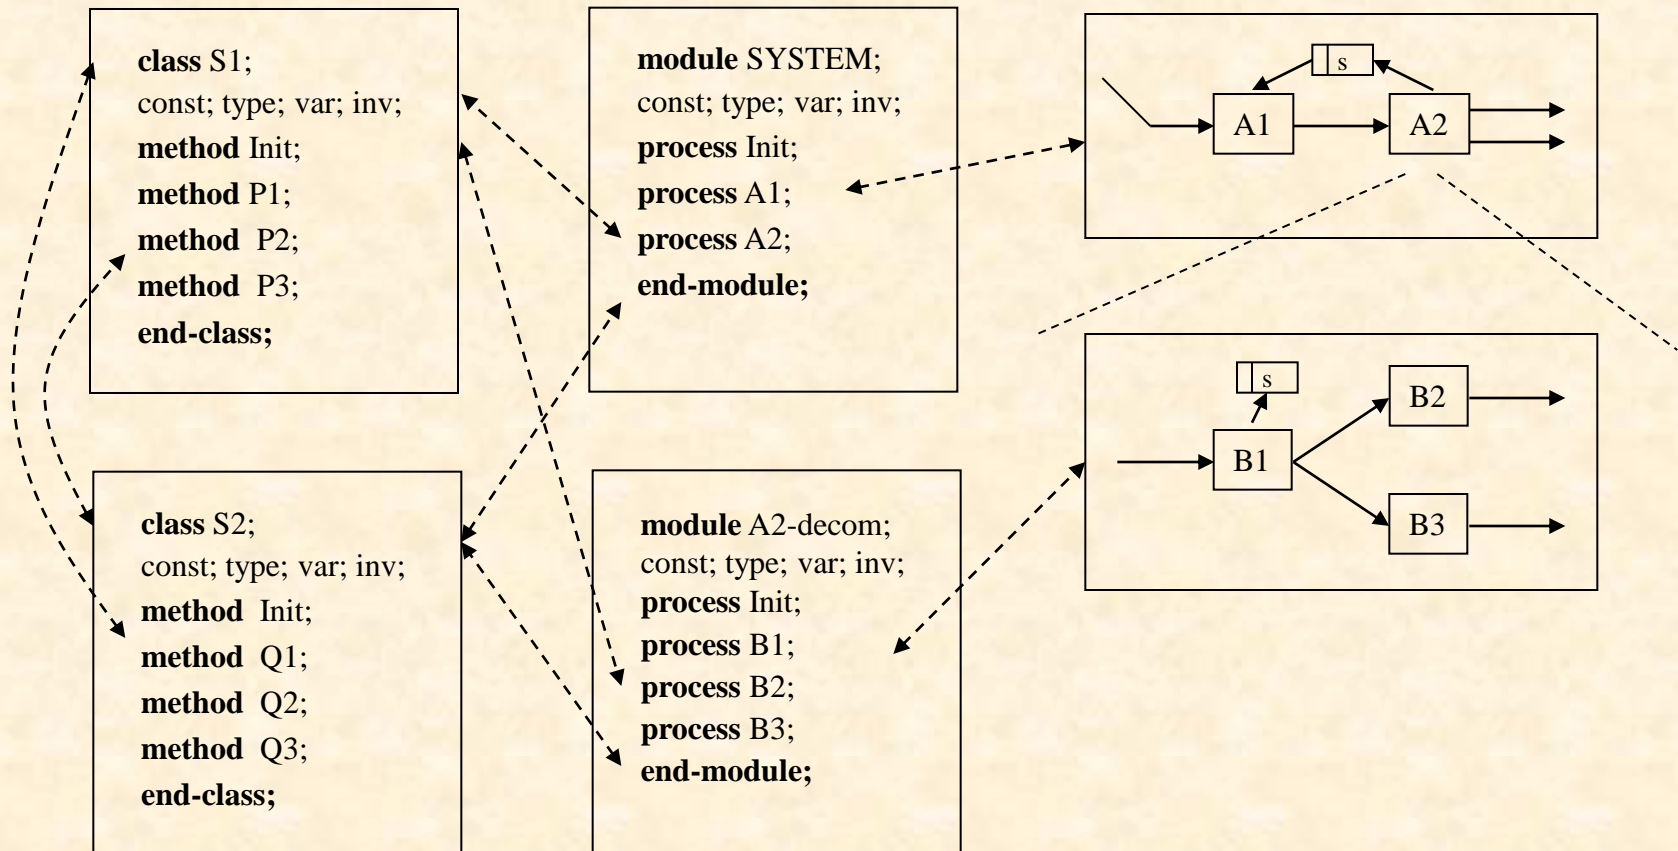 class S1;
const; type; var; inv;
method Init;
method P1;
method P2;
method P3;
end-class;
module SYSTEM;
const; type; var; inv;
process Init;
process A1;
process A2;
end-module;
s
A1
A2
class S2;
const; type; var; inv;
method Init;
method Q1;
method Q2;
method Q3;
end-class;
module A2-decom;
const; type; var; inv;
process Init;
process B1;
process B2;
process B3;
end-module;
s
B2
B1
B3